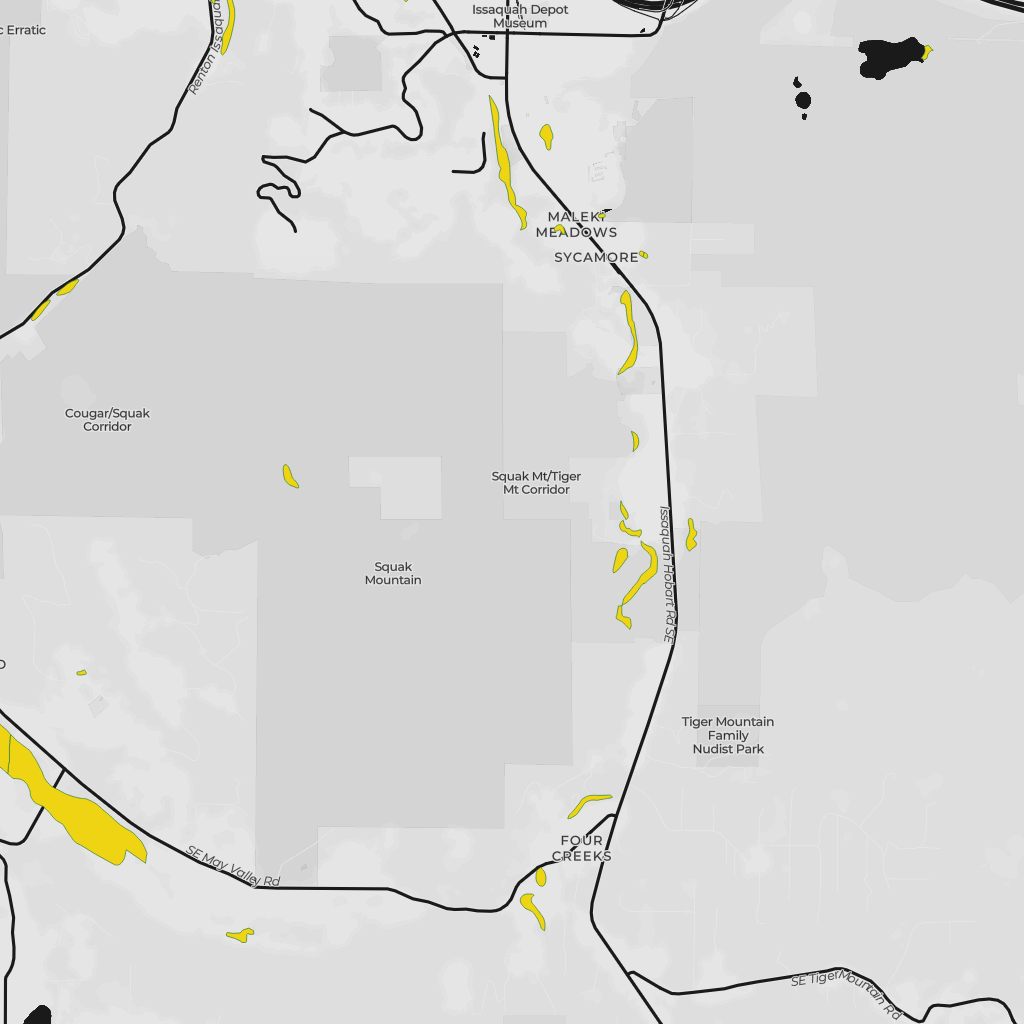 Issaquah Depot
Museum
c Erratic
Renton Issaquah
MALEKI
MEADOWS
SYCAMORE
Cougar/Squak
Corridor
Squak Mt/Tiger
Mt Corridor
Issaquah Hobart Rd SE
Squak
Mountain
Tiger Mountain
Family
Nudist Park
FOUR
CREEKS
SE May Valley Rd
SE Tiger Mountain Rd